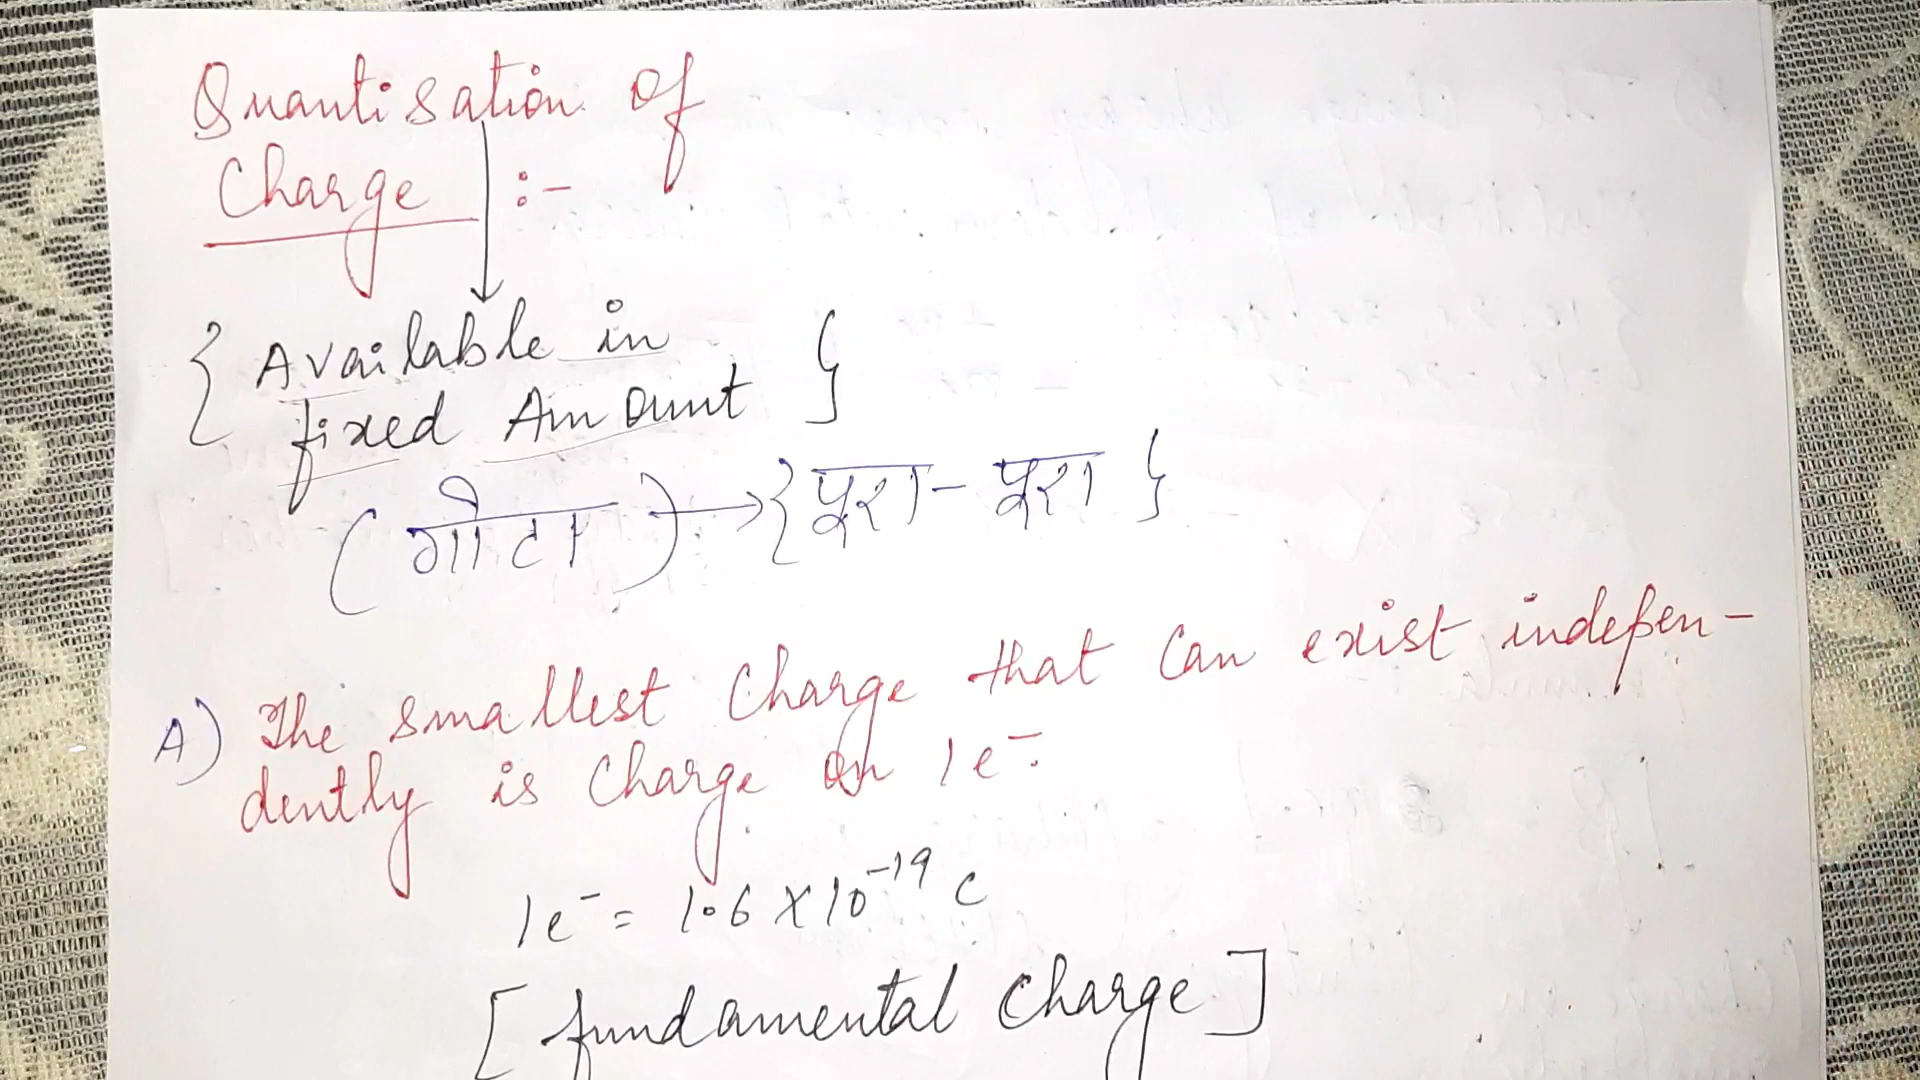 Quantisation of
Charge :-
{ Available in
fixed Amount }
(गोटा) → {पूरा - पूरा }
A) The smallest Charge that can exist indepen-
dently is Charge on 1e⁻.
1e⁻ = 1.6 X 10⁻¹⁹ C
[fundamental Charge]